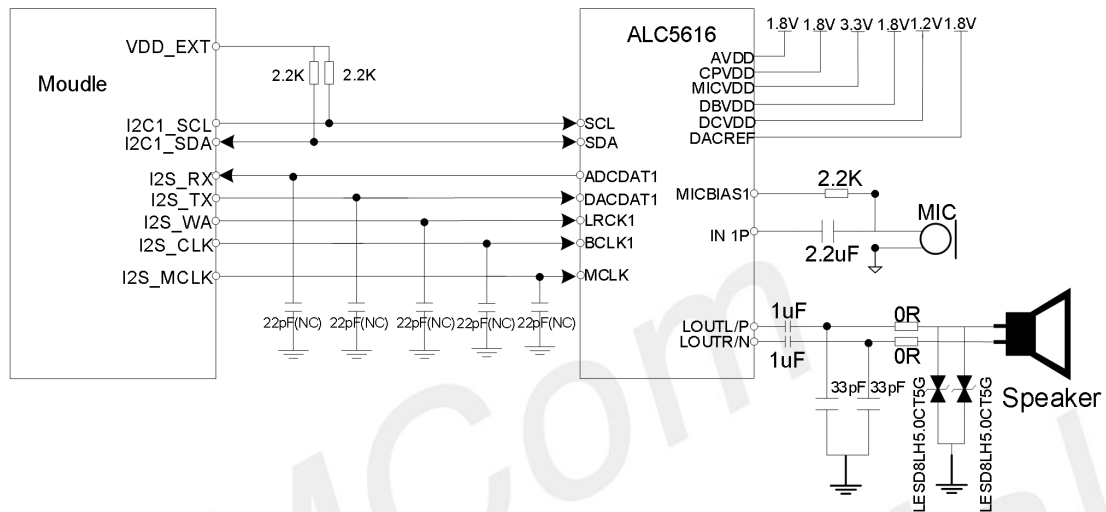 1.8V 1.8V 3.3V 1.8V 1.2V 1.8V
ALC5616
VDD_EXT
AVDD
CPVDD
MICVDD
DBVDD
DCVDD
DACREF
2.2K 2.2K
Moudle
I2C1_SCL SCL
I2C1_SDA SDA
I2S_RX ADCDAT1
I2S_TX DACDAT1
I2S_WA LRCK1
I2S_CLK BCLK1
I2S_MCLK MCLK
2.2K
MICBIAS1
MIC
IN 1P
2.2uF
22pF(NC) 22pF(NC) 22pF(NC) 22pF(NC) 22pF(NC)
1uF 0R
LOUTL/P
LOUTR/N
1uF 0R
33pF 33pF
LESD8LH5.0CT5G
LESD8LH5.0CT5G
Speaker
MCom